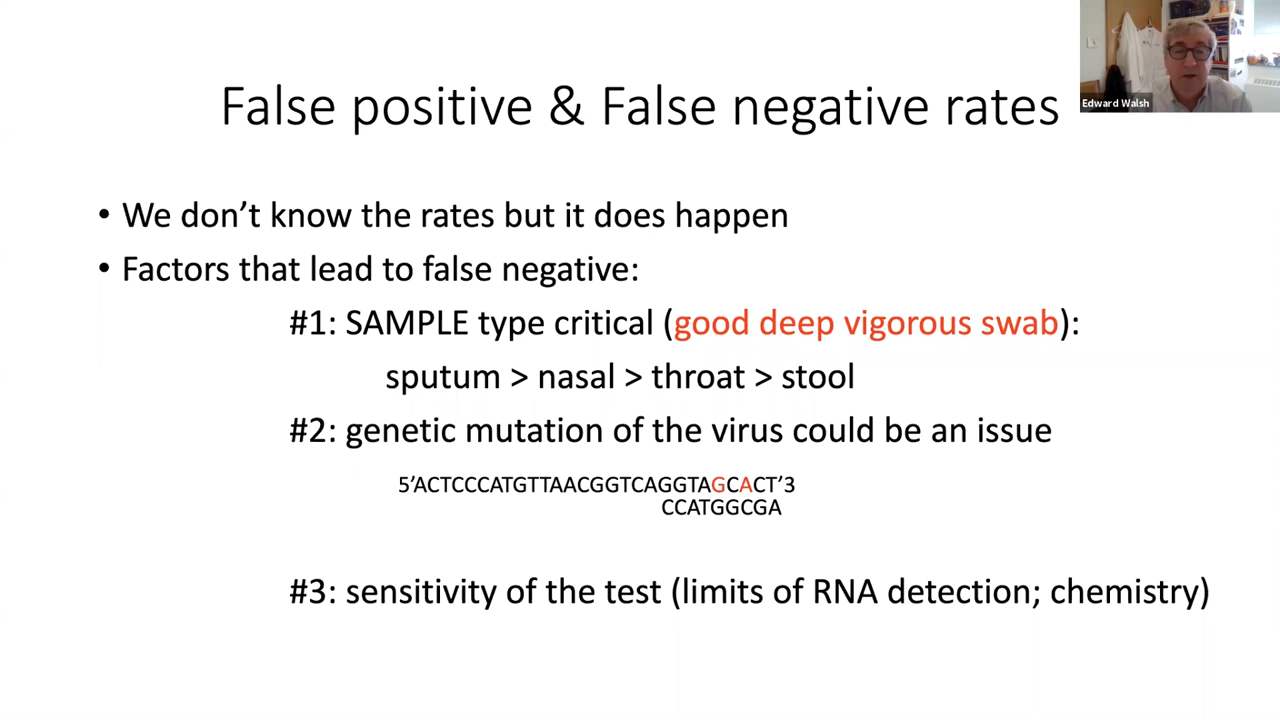 False positive & False negative rates
Edward Walsh
• We don’t know the rates but it does happen
• Factors that lead to false negative:
#1: SAMPLE type critical (good deep vigorous swab):
sputum > nasal > throat > stool
#2: genetic mutation of the virus could be an issue
5’ACTCCCATGTTAACGGTCAGGTAGCACT’3
CCATGGCGA
#3: sensitivity of the test (limits of RNA detection; chemistry)